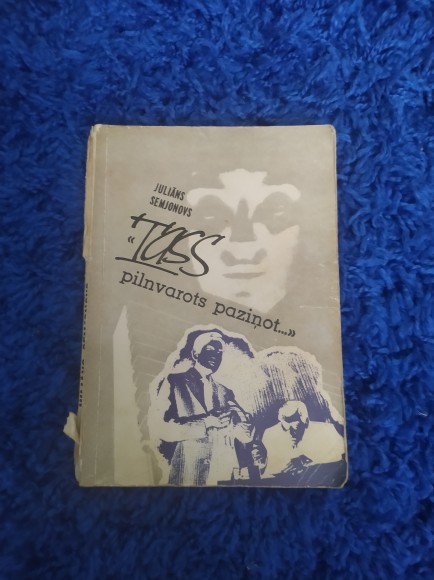 JULIĀNS
SEMJONOVS
«TASS
pilnvarots paziņot...»